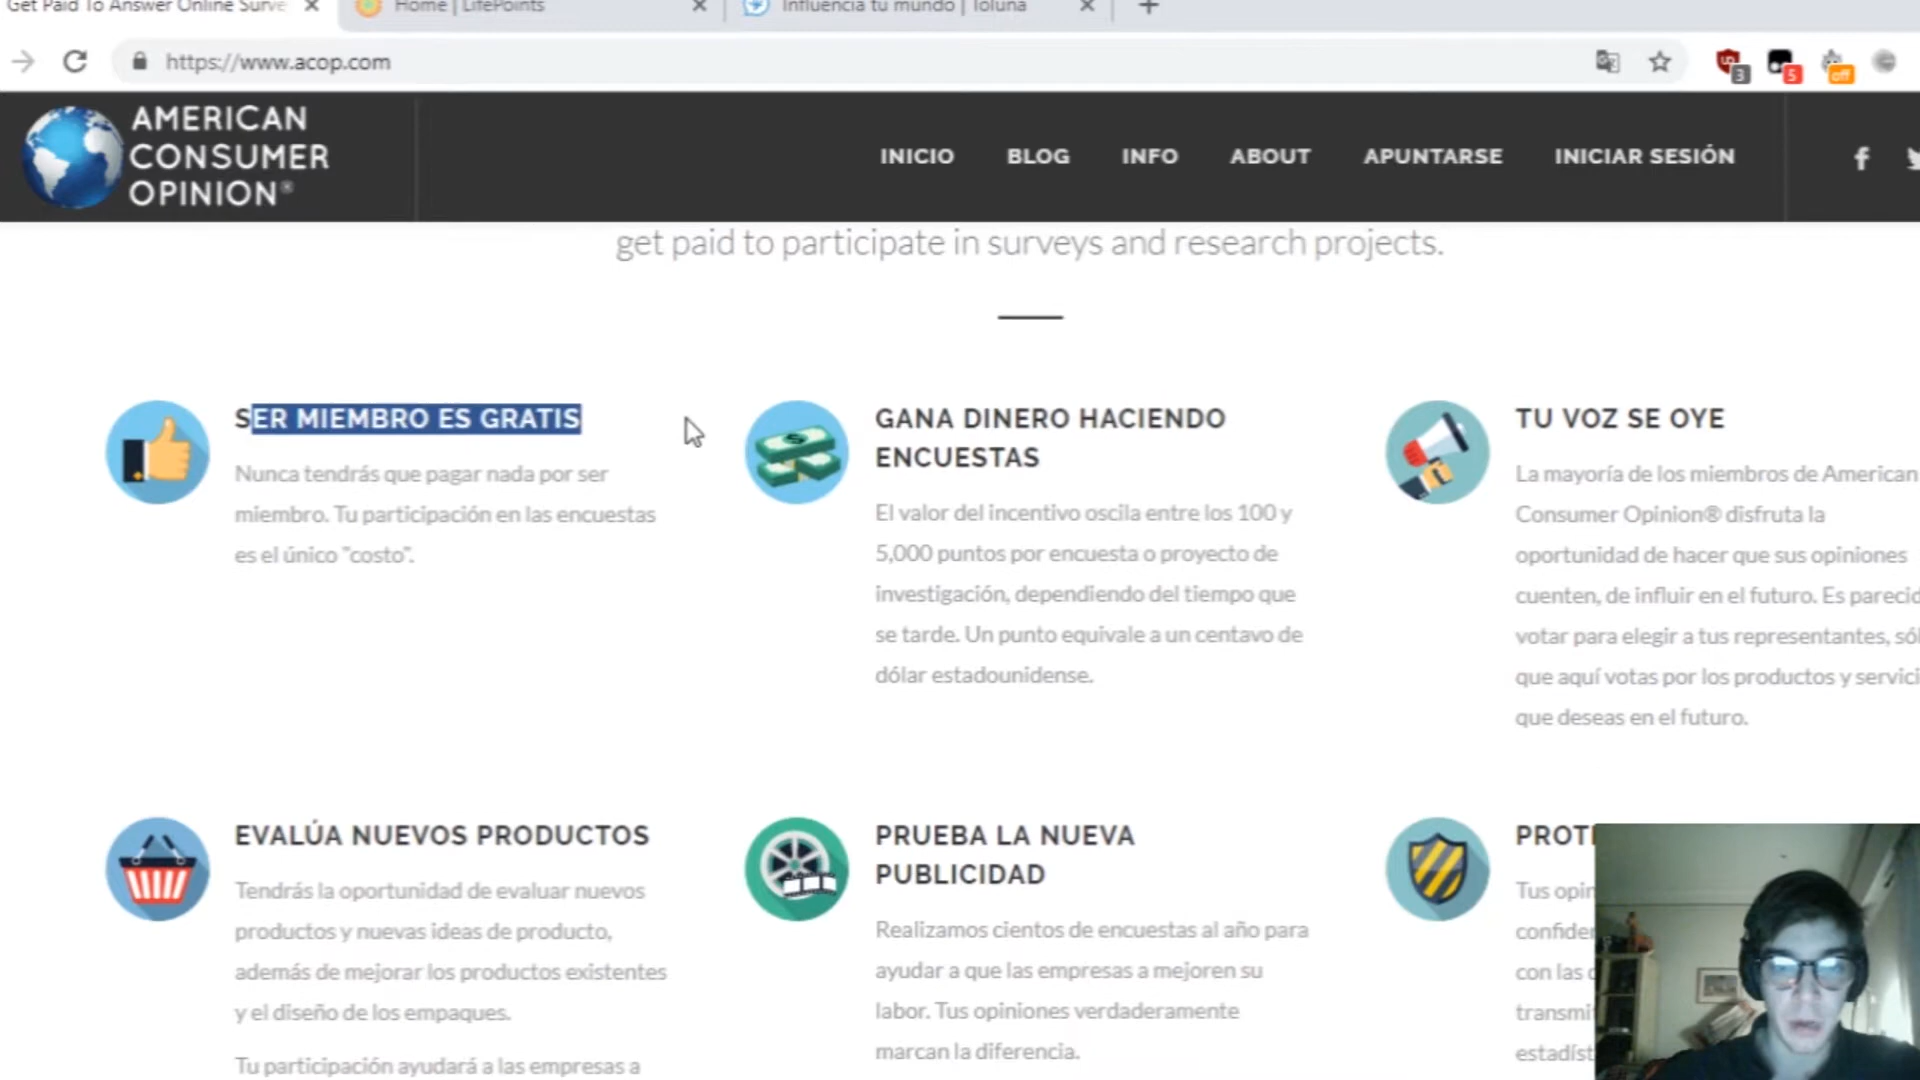 Get Paid To Answer Online Surve
Home | LifePoints
Influencia tu mundo | Toluna
https://www.acop.com
3
5
off
AMERICAN
CONSUMER
OPINION®
INICIO
BLOG
INFO
ABOUT
APUNTARSE
INICIAR SESIÓN
get paid to participate in surveys and research projects.
SER MIEMBRO ES GRATIS
Nunca tendrás que pagar nada por ser
miembro. Tu participación en las encuestas
es el único "costo".
GANA DINERO HACIENDO
ENCUESTAS
El valor del incentivo oscila entre los 100 y
5,000 puntos por encuesta o proyecto de
investigación, dependiendo del tiempo que
se tarde. Un punto equivale a un centavo de
dólar estadounidense.
TU VOZ SE OYE
La mayoría de los miembros de American
Consumer Opinion® disfruta la
oportunidad de hacer que sus opiniones
cuenten, de influir en el futuro. Es parecid
votar para elegir a tus representantes, sól
que aquí votas por los productos y servici
que deseas en el futuro.
EVALÚA NUEVOS PRODUCTOS
Tendrás la oportunidad de evaluar nuevos
productos y nuevas ideas de producto,
además de mejorar los productos existentes
y el diseño de los empaques.
Tu participación ayudará a las empresas a
PRUEBA LA NUEVA
PUBLICIDAD
Realizamos cientos de encuestas al año para
ayudar a que las empresas a mejoren su
labor. Tus opiniones verdaderamente
marcan la diferencia.
PROT
Tus opin
confider
con las
transmi
estadíst